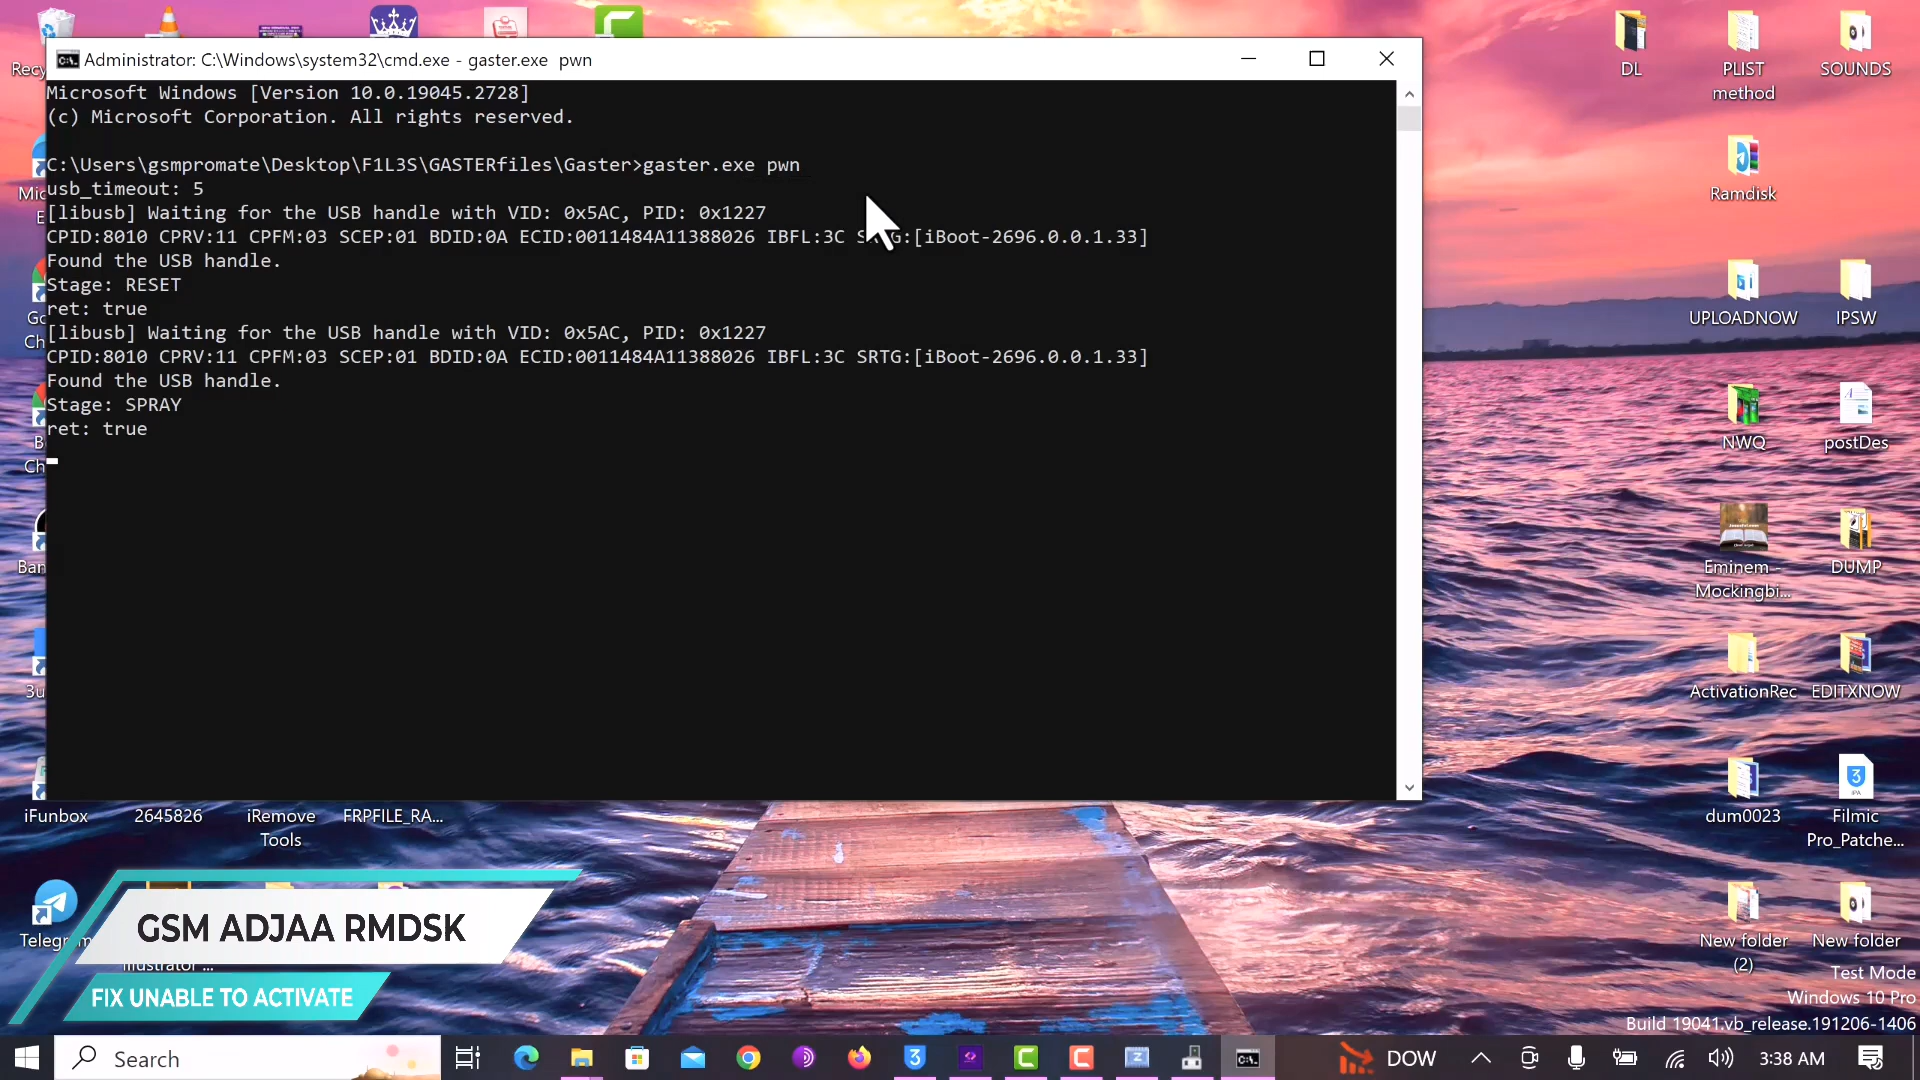 Administrator: C:\Windows\system32\cmd.exe - gaster.exe  pwn
Microsoft Windows [Version 10.0.19045.2728]
(c) Microsoft Corporation. All rights reserved.
C:\Users\gsmpromate\Desktop\F1L3S\GASTERfiles\Gaster>gaster.exe pwn
usb_timeout: 5
[libusb] Waiting for the USB handle with VID: 0x5AC, PID: 0x1227
CPID:8010 CPRV:11 CPFM:03 SCEP:01 BDID:0A ECID:0011484A11388026 IBFL:3C SRTG:[iBoot-2696.0.0.1.33]
Found the USB handle.
Stage: RESET
ret: true
[libusb] Waiting for the USB handle with VID: 0x5AC, PID: 0x1227
CPID:8010 CPRV:11 CPFM:03 SCEP:01 BDID:0A ECID:0011484A11388026 IBFL:3C SRTG:[iBoot-2696.0.0.1.33]
Found the USB handle.
Stage: SPRAY
ret: true
DL
PLIST
method
SOUNDS
Ramdisk
UPLOADNOW
IPSW
NWQ
postDes
Eminem -
Mockingbi...
DUMP
ActivationRec
EDITXNOW
dum0023
Filmic
Pro_Patche...
New folder
(2)
New folder
iFunbox
2645826
iRemove
Tools
FRPFILE_RA...
GSM ADJAA RMDSK
FIX UNABLE TO ACTIVATE
Test Mode
Windows 10 Pro
Build 19041.vb_release.191206-1406
Search
DOW
3:38 AM